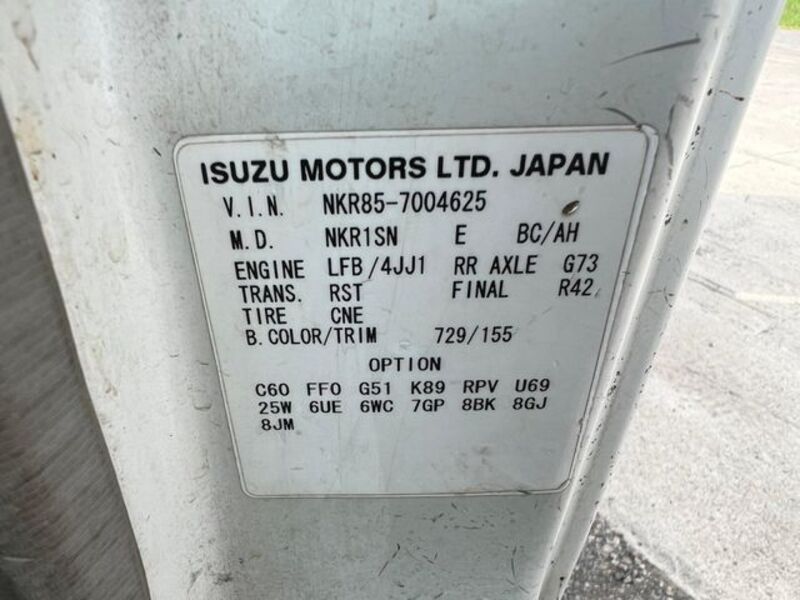 ISUZU MOTORS LTD. JAPAN
V.I.N. NKR85-7004625
M.D. NKR1SN E BC/AH
ENGINE LFB/4JJ1 RR AXLE G73
TRANS. RST FINAL R42
TIRE CNE
B.COLOR/TRIM 729/155
OPTION
C60 FF0 G51 K89 RPV U69
25W 6UE 6WC 7GP 8BK 8GJ
8JM